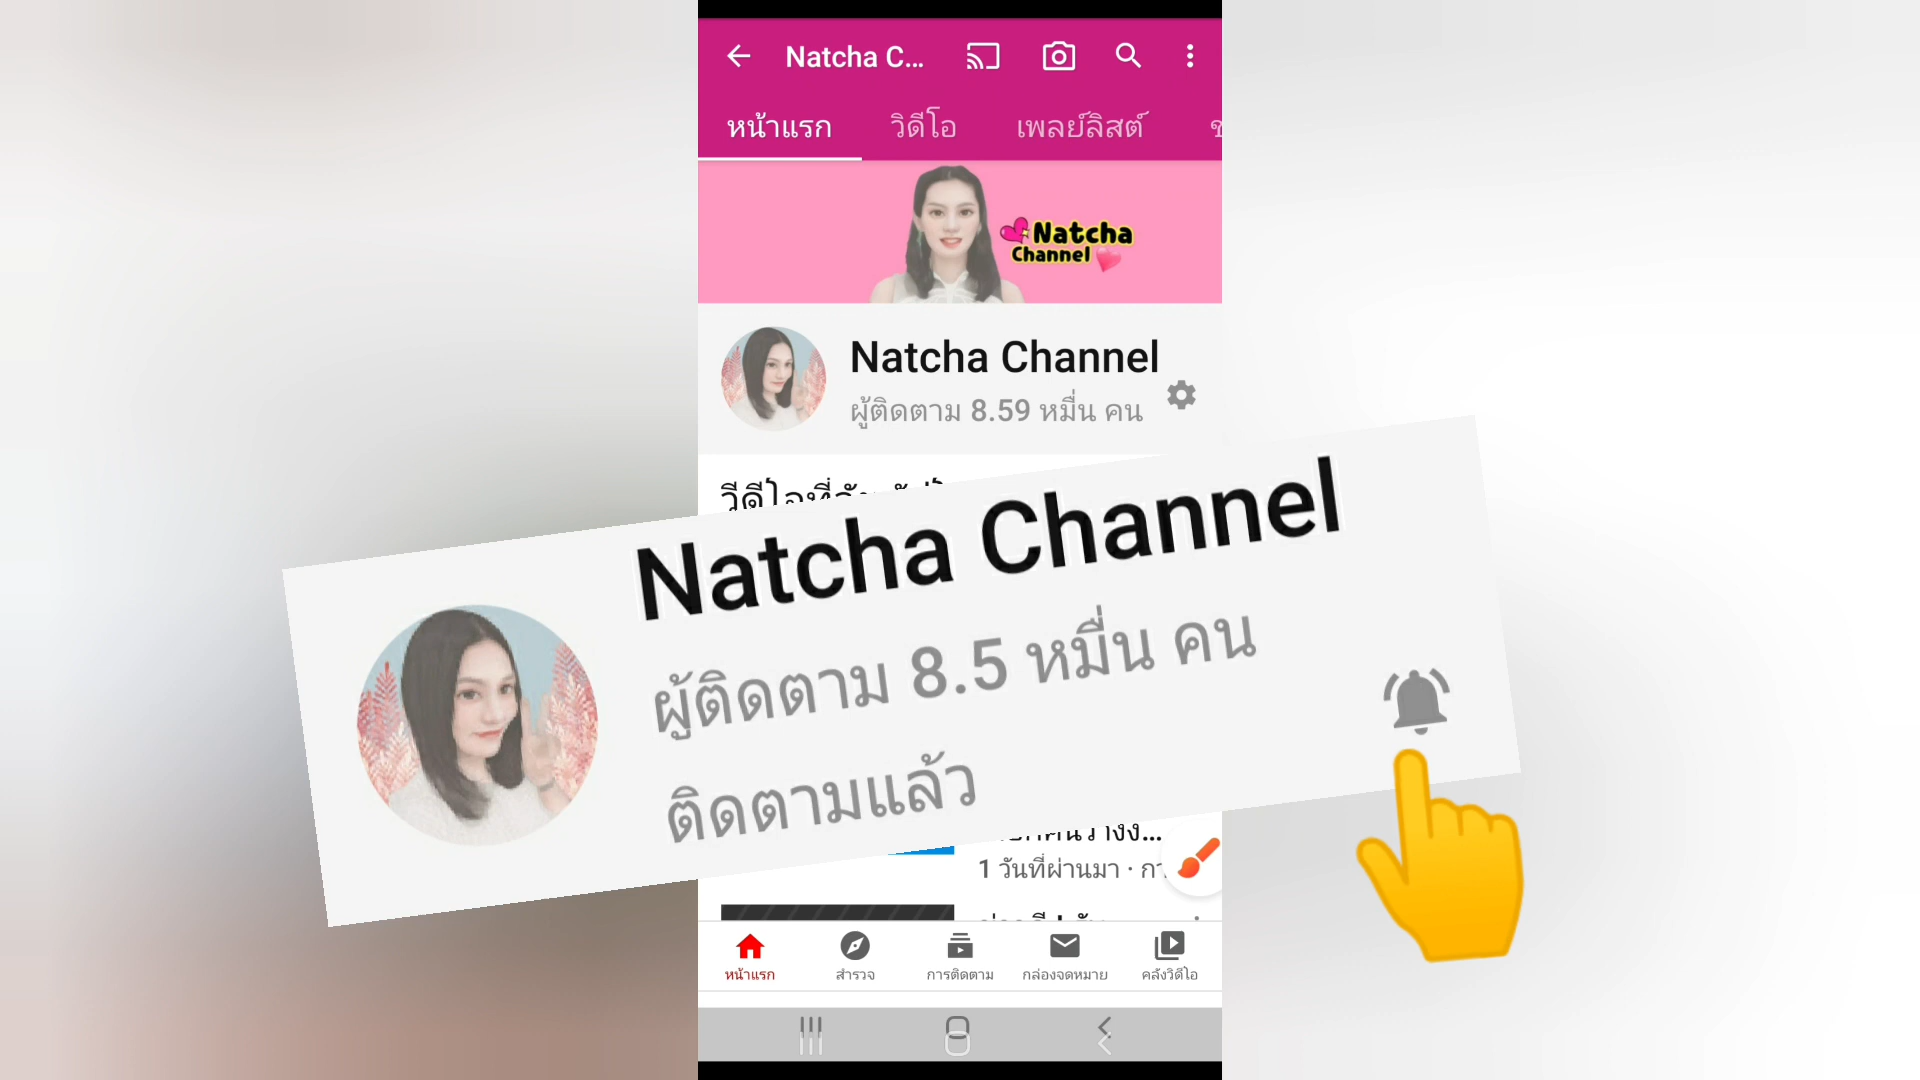 Natcha C...
หน้าแรก
วิดีโอ
เพลย์ลิสต์
Natcha
Channel
Natcha Channel
ผู้ติดตาม 8.59 หมื่น คน
Natcha Channel
ผู้ติดตาม 8.5 หมื่น คน
ติดตามแล้ว
1 วันที่ผ่านมา
หน้าแรก
สำรวจ
การติดตาม
กล่องจดหมาย
คลังวิดีโอ